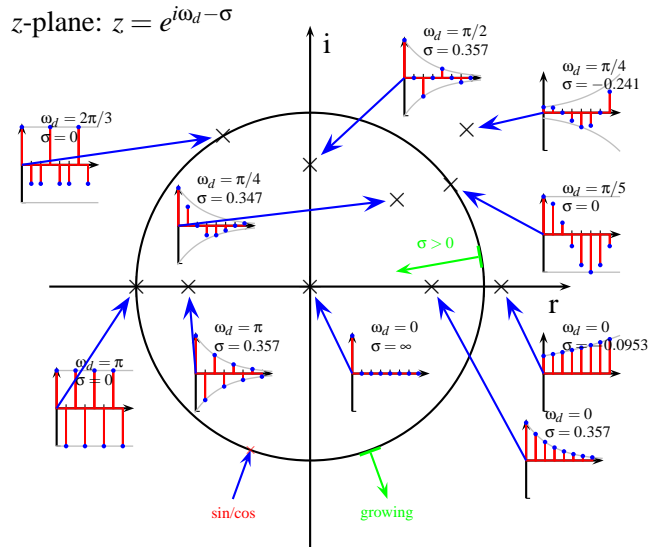 z-plane: z = e^{iω_d−σ}
i
ω_d = π/2
σ = 0.357
ω_d = π/4
σ = −0.241
ω_d = 2π/3
σ = 0
ω_d = π/4
σ = 0.347
ω_d = π/5
σ = 0
σ > 0
r
ω_d = π
σ = 0.357
ω_d = 0
σ = ∞
ω_d = 0
σ = −0.0953
ω_d = π
σ = 0
ω_d = 0
σ = 0.357
sin/cos
growing